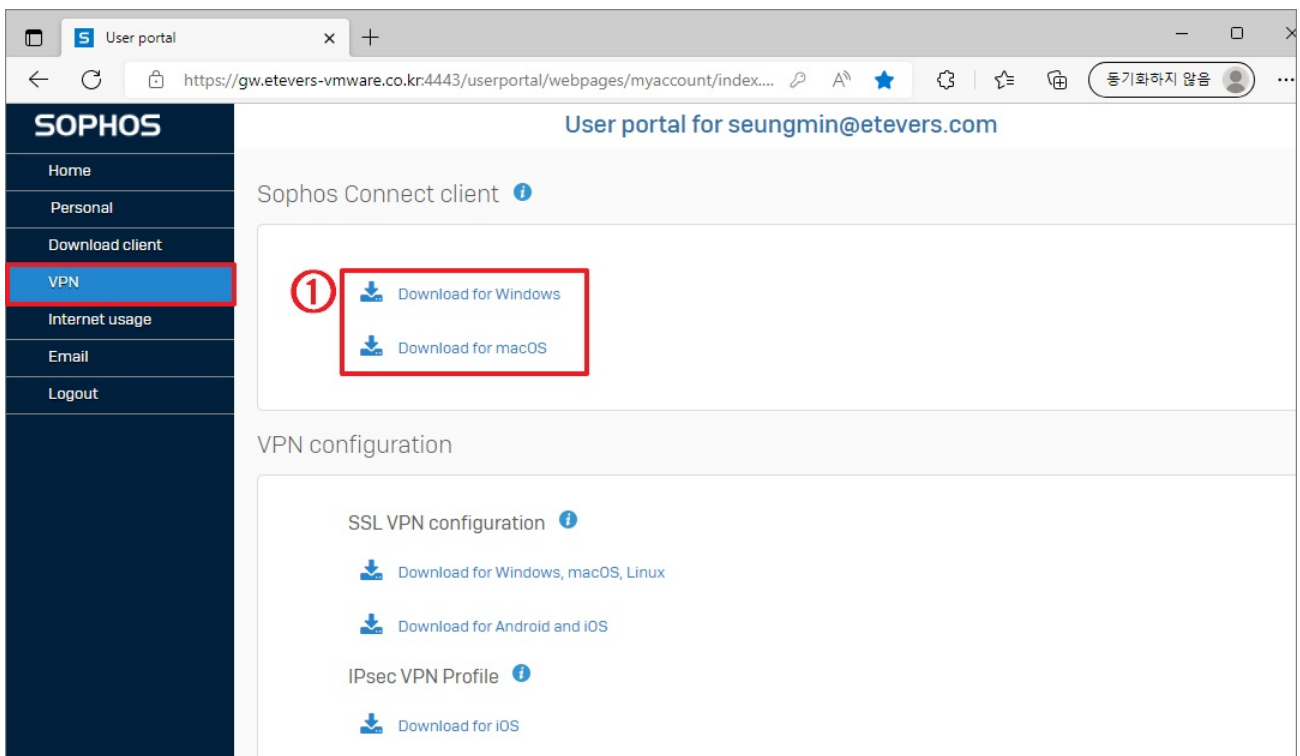 User portal
https://gw.etevers-vmware.co.kr:4443/userportal/webpages/myaccount/index....
동기화하지 않음
SOPHOS
User portal for seungmin@etevers.com
Home
Personal
Download client
VPN
Internet usage
Email
Logout
Sophos Connect client
①
Download for Windows
Download for macOS
VPN configuration
SSL VPN configuration
Download for Windows, macOS, Linux
Download for Android and iOS
IPsec VPN Profile
Download for iOS